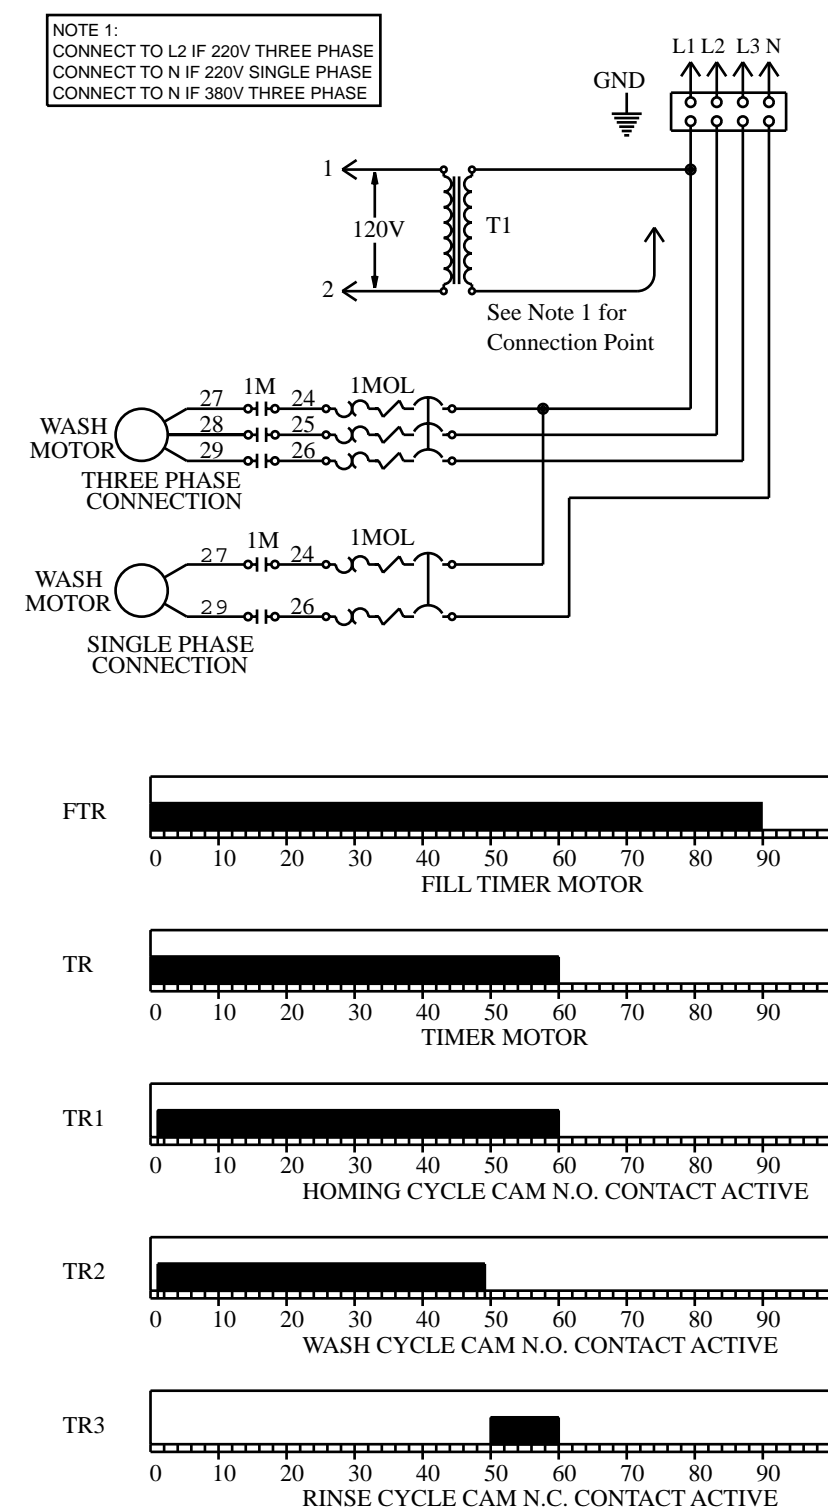 NOTE 1:
CONNECT TO L2 IF 220V THREE PHASE
CONNECT TO N IF 220V SINGLE PHASE
CONNECT TO N IF 380V THREE PHASE
L1 L2 L3 N
GND
1
120V
T1
2
See Note 1 for
Connection Point
27 1M 24 1MOL
28 25
29 26
WASH
MOTOR
THREE PHASE
CONNECTION
27 1M 24 1MOL
29 26
WASH
MOTOR
SINGLE PHASE
CONNECTION
FTR
0 10 20 30 40 50 60 70 80 90
FILL TIMER MOTOR
TR
0 10 20 30 40 50 60 70 80 90
TIMER MOTOR
TR1
0 10 20 30 40 50 60 70 80 90
HOMING CYCLE CAM N.O. CONTACT ACTIVE
TR2
0 10 20 30 40 50 60 70 80 90
WASH CYCLE CAM N.O. CONTACT ACTIVE
TR3
0 10 20 30 40 50 60 70 80 90
RINSE CYCLE CAM N.C. CONTACT ACTIVE